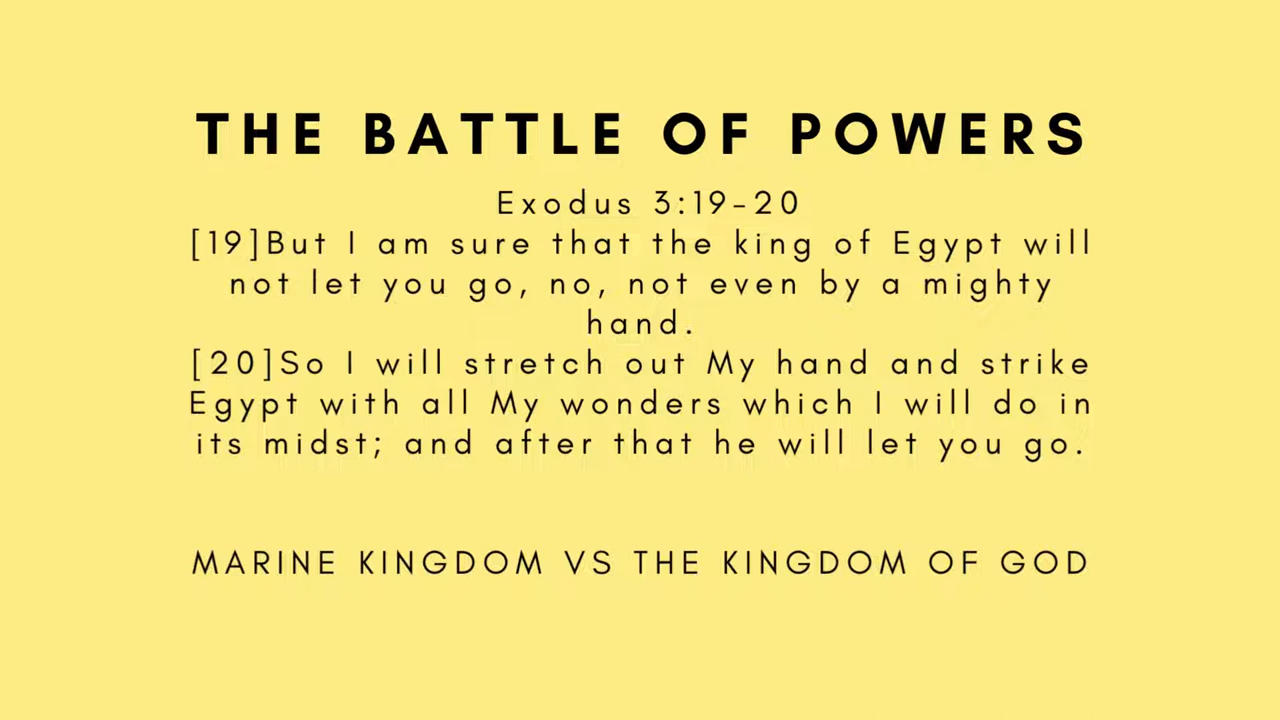 THE BATTLE OF POWERS
Exodus 3:19-20
[19]But I am sure that the king of Egypt will
not let you go, no, not even by a mighty
hand.
[20]So I will stretch out My hand and strike
Egypt with all My wonders which I will do in
its midst; and after that he will let you go.
MARINE KINGDOM VS THE KINGDOM OF GOD